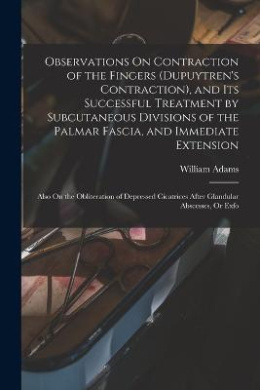 Observations On Contraction
of the Fingers (Dupuytren's
Contraction), and Its
Successful Treatment by
Subcutaneous Divisions of the
Palmar Fascia, and Immediate
Extension
William Adams
Also On the Obliteration of Depressed Cicatrices After Glandular
Abscesses, Or Exfo